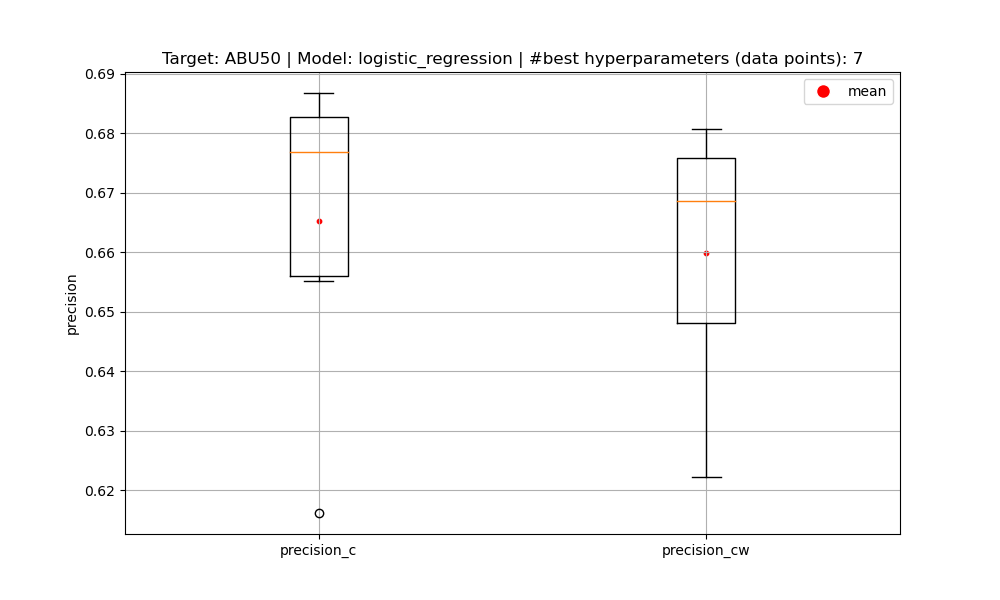 Target: ABU50 | Model: logistic_regression | #best hyperparameters (data points): 7
mean
0.69
0.68
0.67
0.66
0.65
0.64
0.63
0.62
precision
precision_c
precision_cw